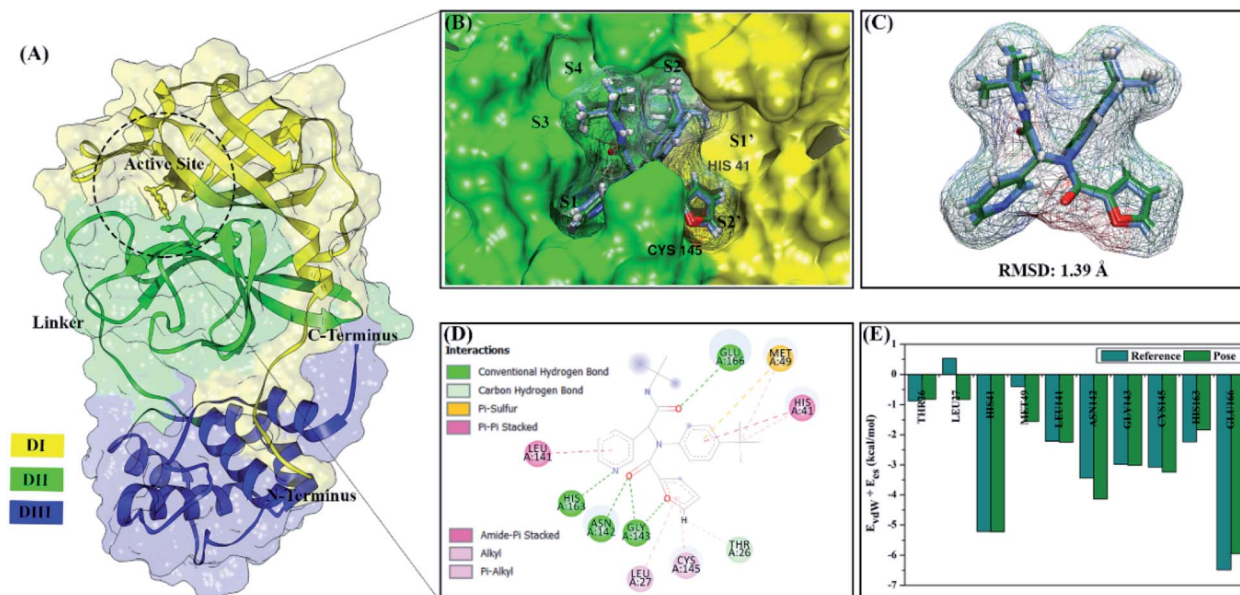 (A)
Active Site
Linker
C-Terminus
N-Terminus
DI
DII
DIII
(B)
S4
S2
S3
S1'
HIS 41
S1
S2'
CYS 145
(C)
RMSD: 1.39 Å
(D)
Interactions
Conventional Hydrogen Bond
Carbon Hydrogen Bond
Pi-Sulfur
Pi-Pi Stacked
GLU
A:166
MET
A:49
HIS
A:41
LEU
A:141
HIS
A:163
ASN
A:142
GLY
A:143
THR
A:26
LEU
A:27
CYS
A:145
N
O
N
N
O
O
H
Amide-Pi Stacked
Alkyl
Pi-Alkyl
(E)
Reference
Pose
1
0
-1
-2
-3
-4
-5
-6
-7
EvdW + Ees (kcal/mol)
THR26
LEU27
HIS41
MET49
LEU141
ASN142
GLY143
CYS145
HIS163
GLU166